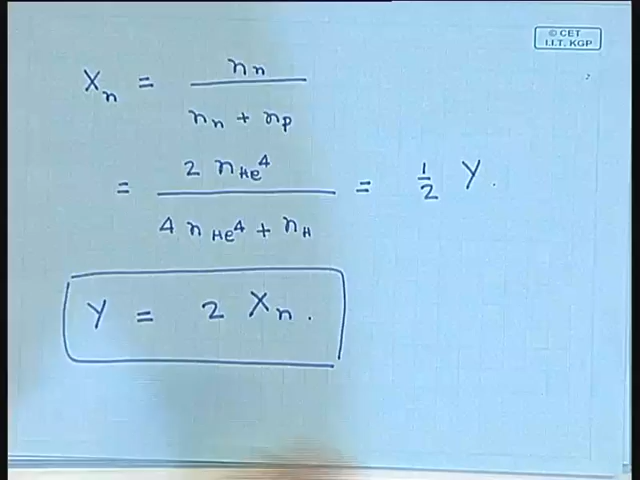 © CET
I.I.T. KGP
Xn = nn / nn + np
= 2 nHe⁴ / 4 nHe⁴ + nH = 1/2 Y.
Y = 2 Xn.